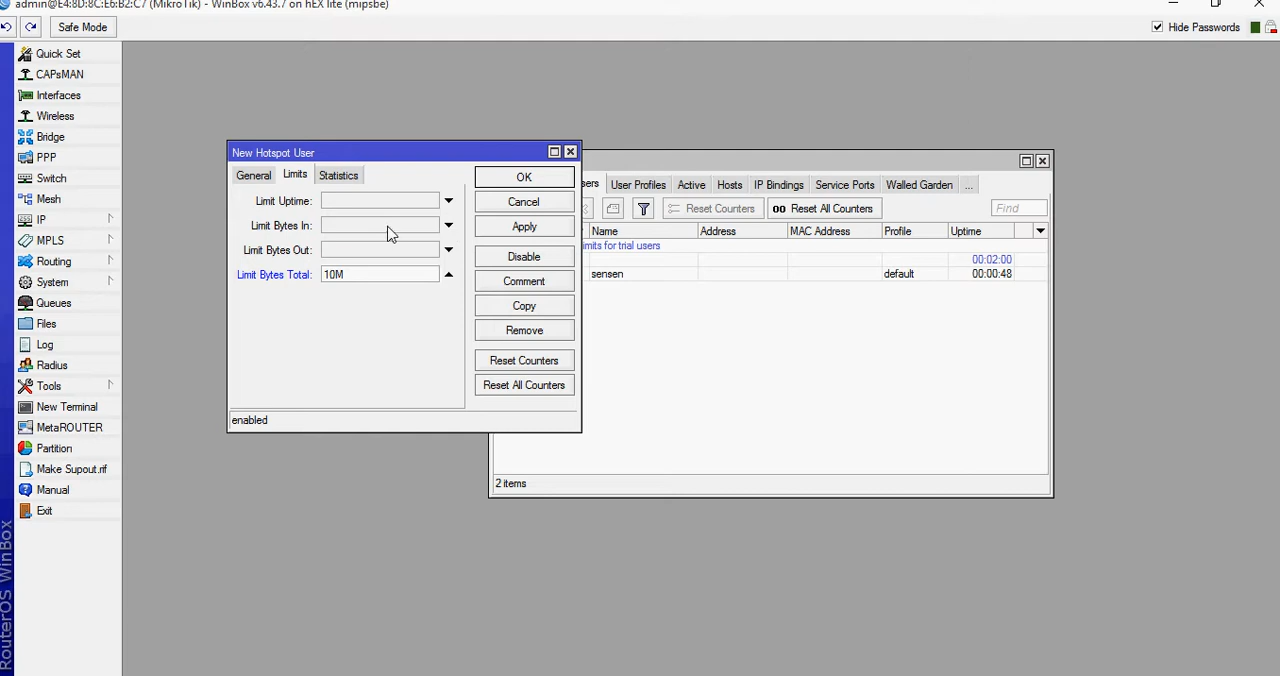 admin@E4:8D:8C:E6:B2:C7 (MikroTik) - WinBox v6.43.7 on hEX lite (mipsbe)
Safe Mode
Hide Passwords
Quick Set
CAPsMAN
Interfaces
Wireless
Bridge
PPP
Switch
Mesh
IP
MPLS
Routing
System
Queues
Files
Log
Radius
Tools
New Terminal
MetaROUTER
Partition
Make Supout.rif
Manual
Exit
RouterOS WinBox
New Hotspot User
General Limits Statistics
Limit Uptime:
Limit Bytes In:
Limit Bytes Out:
Limit Bytes Total: 10M
OK
Cancel
Apply
Disable
Comment
Copy
Remove
Reset Counters
Reset All Counters
enabled
sers User Profiles Active Hosts IP Bindings Service Ports Walled Garden ...
Reset Counters 00 Reset All Counters Find
Name Address MAC Address Profile Uptime
imits for trial users
00:02:00
sensen default 00:00:48
2 items